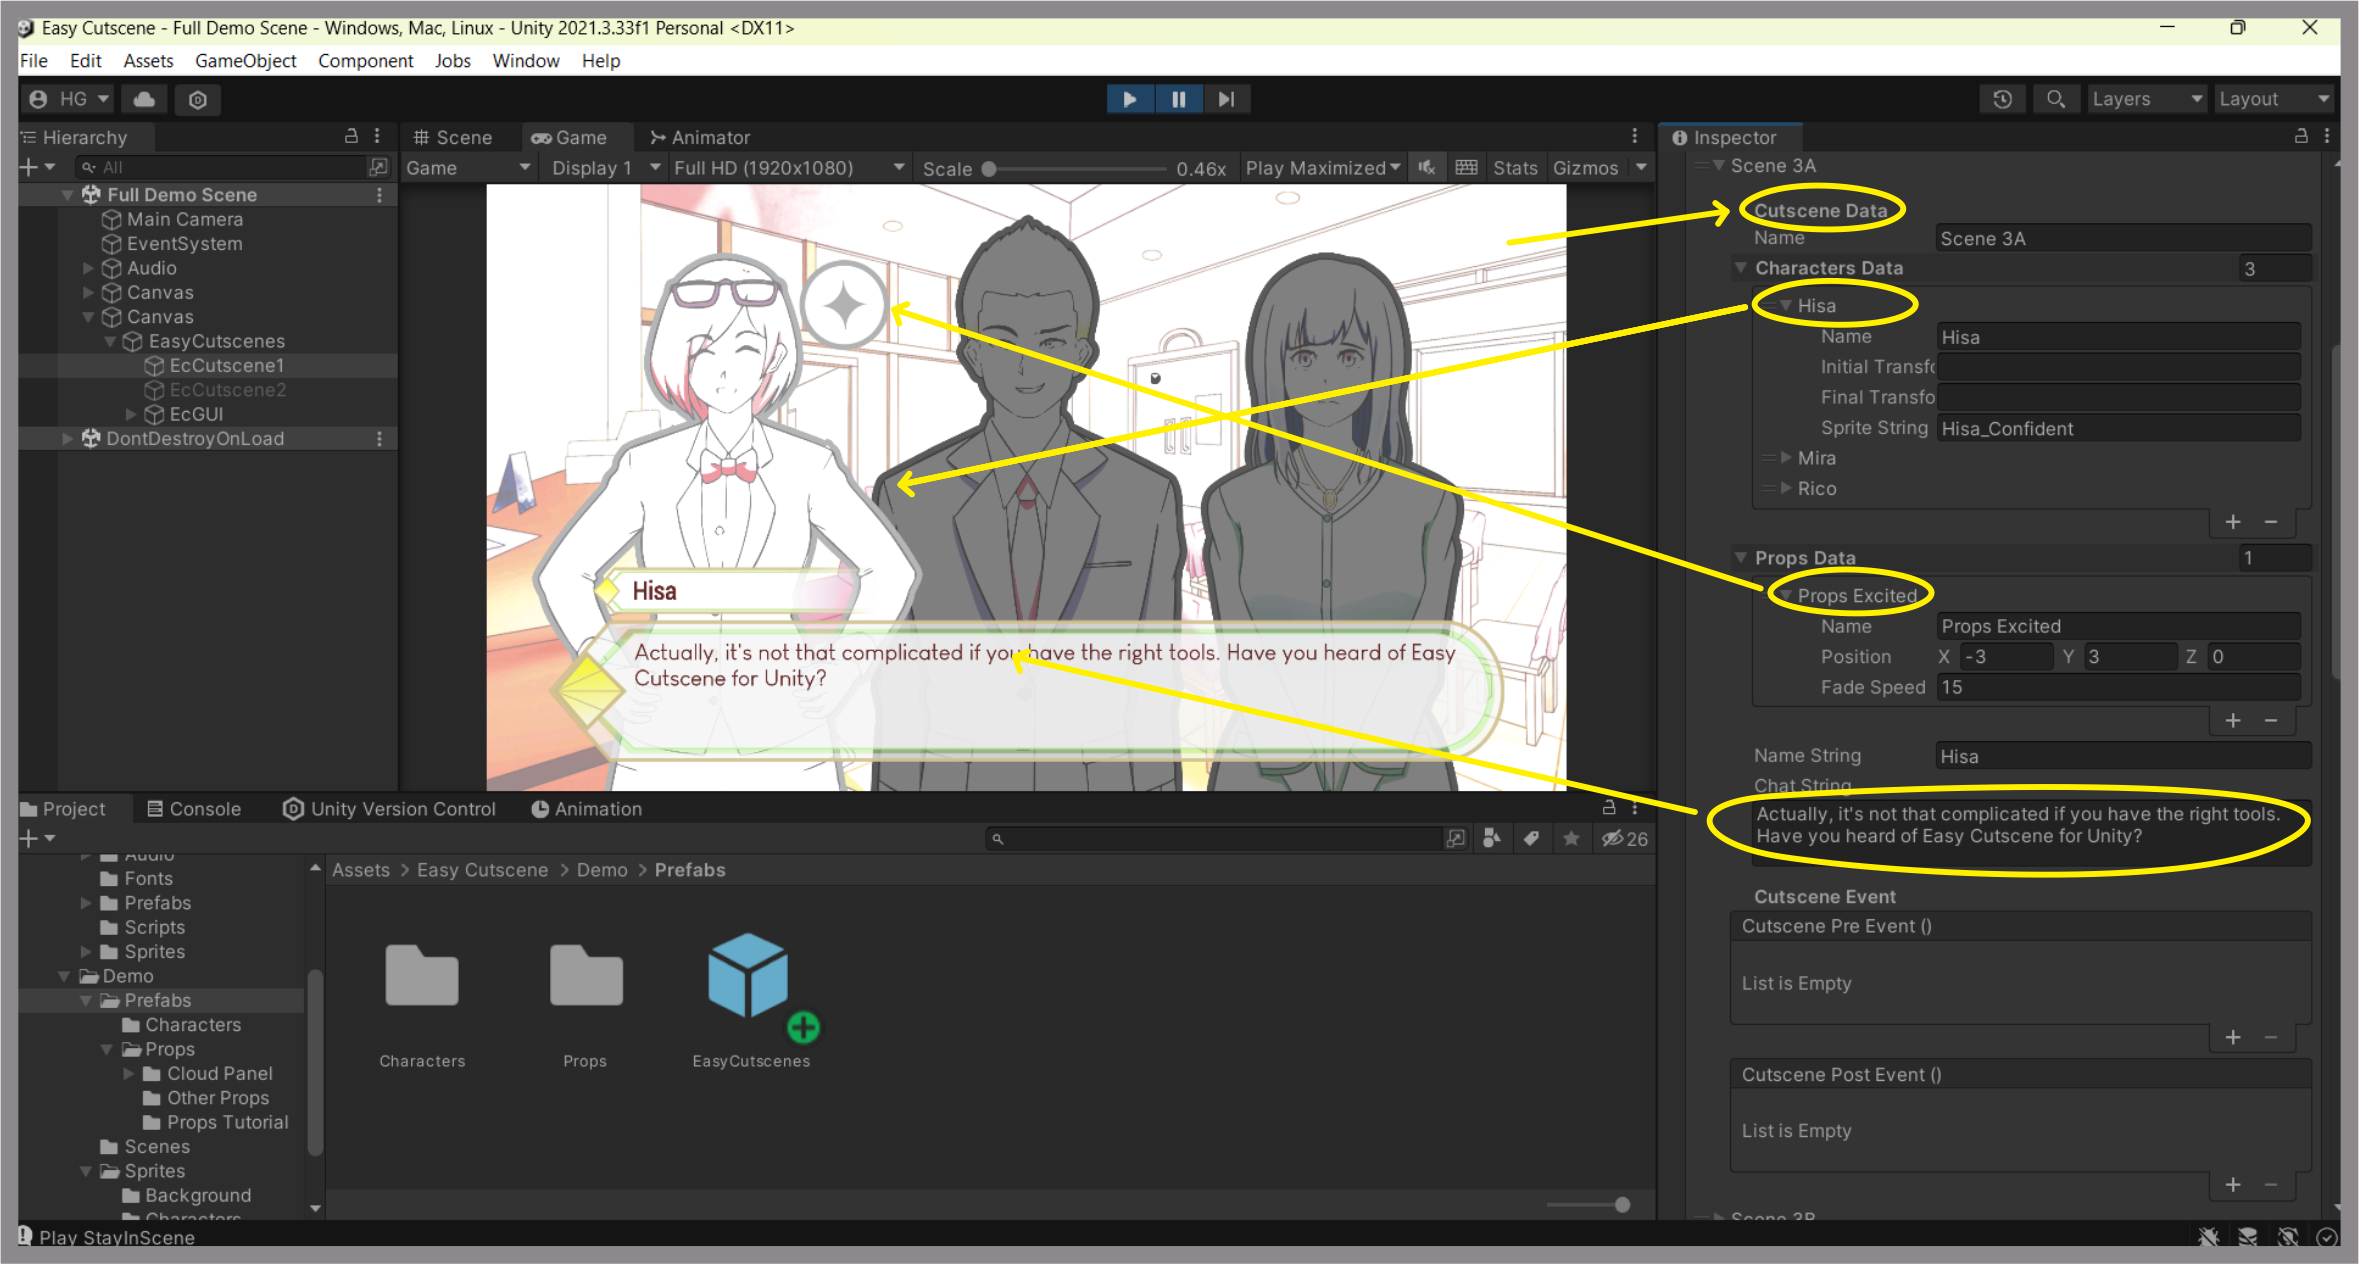 Easy Cutscene - Full Demo Scene - Windows, Mac, Linux - Unity 2021.3.33f1 Personal <DX11>
File Edit Assets GameObject Component Jobs Window Help
HG
Layers Layout
Hierarchy
All
Full Demo Scene
Main Camera
EventSystem
Audio
Canvas
Canvas
EasyCutscenes
EcCutscene1
EcCutscene2
EcGUI
DontDestroyOnLoad
Scene Game Animator
Game Display 1 Full HD (1920x1080) Scale 0.46x Play Maximized Stats Gizmos
Hisa
Actually, it's not that complicated if you have the right tools. Have you heard of Easy
Cutscene for Unity?
Inspector
Scene 3A
Cutscene Data
Name Scene 3A
Characters Data 3
Hisa
Name Hisa
Initial Transfo
Final Transfo
Sprite String Hisa_Confident
Mira
Rico
Props Data 1
Props Excited
Name Props Excited
Position X -3 Y 3 Z 0
Fade Speed 15
Name String Hisa
Chat String
Actually, it's not that complicated if you have the right tools.
Have you heard of Easy Cutscene for Unity?
Cutscene Event
Cutscene Pre Event ()
List is Empty
Cutscene Post Event ()
List is Empty
Scene 3B
Project Console Unity Version Control Animation
26
Audio
Fonts
Prefabs
Scripts
Sprites
Demo
Prefabs
Characters
Props
Cloud Panel
Other Props
Props Tutorial
Scenes
Sprites
Background
Characters
Assets > Easy Cutscene > Demo > Prefabs
Characters Props EasyCutscenes
Play StayInScene